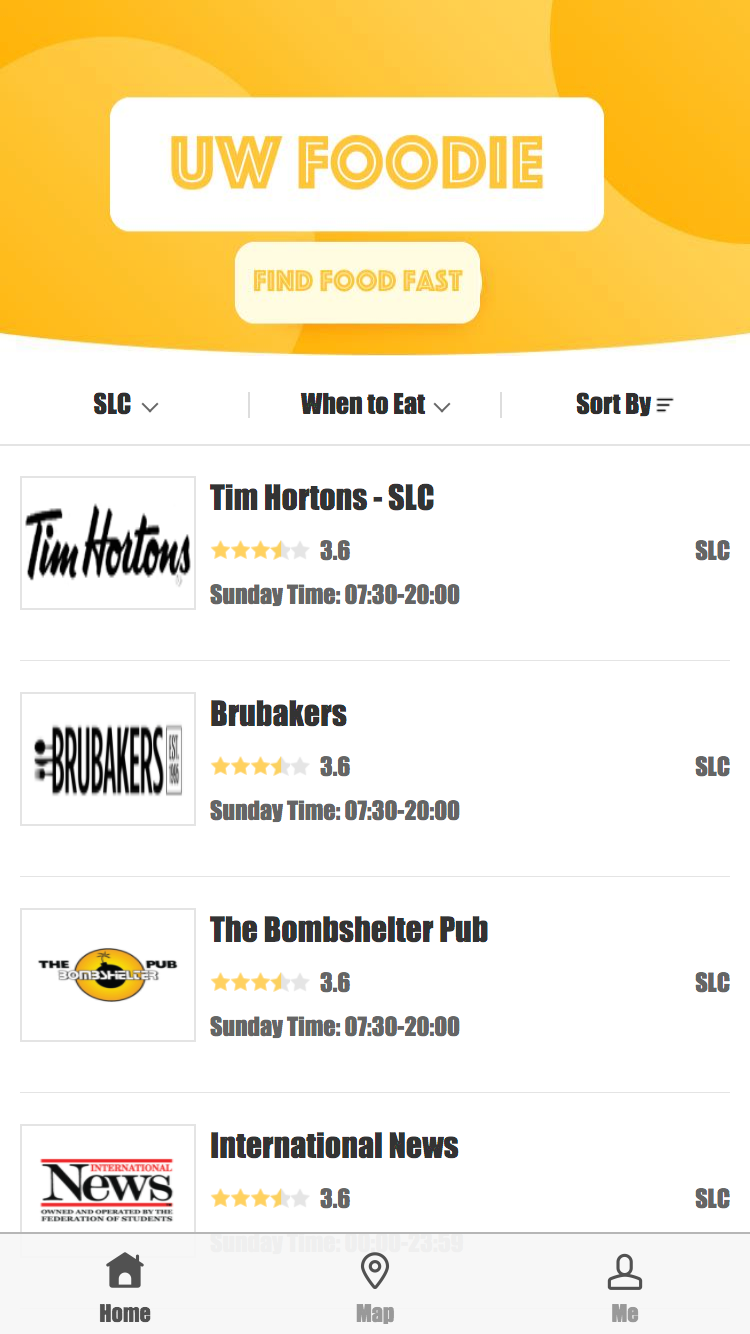 UW FOODIE
FIND FOOD FAST
SLC When to Eat Sort By
Tim Hortons
Tim Hortons - SLC
3.6 SLC
Sunday Time: 07:30-20:00
BRUBAKERS EST. 1985
Brubakers
3.6 SLC
Sunday Time: 07:30-20:00
THE BOMBSHELTER PUB
The Bombshelter Pub
3.6 SLC
Sunday Time: 07:30-20:00
INTERNATIONAL
News
OWNED AND OPERATED BY THE
FEDERATION OF STUDENTS
International News
3.6 SLC
Sunday Time: 00:00-23:59
Home Map Me